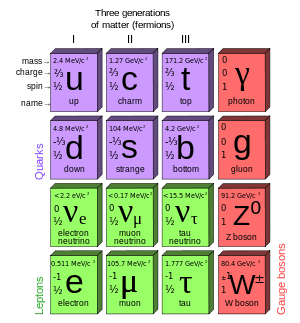 Three generations
of matter (fermions)
I II III
mass→ 2.4 MeV/c² 1.27 GeV/c² 171.2 GeV/c² 0
charge→ ⅔ ⅔ ⅔ 0
spin→ ½ u ½ c ½ t 1 γ
name→ up charm top photon
Quarks
4.8 MeV/c² 104 MeV/c² 4.2 GeV/c² 0
-⅓ -⅓ -⅓ 0
½ d ½ s ½ b 1 g
down strange bottom gluon
<2.2 eV/c² <0.17 MeV/c² <15.5 MeV/c² 91.2 GeV/c²
0 0 0 0
½ νe ½ νμ ½ ντ 1 Z⁰
electron neutrino muon neutrino tau neutrino Z boson
Leptons
0.511 MeV/c² 105.7 MeV/c² 1.777 GeV/c² 80.4 GeV/c²
-1 -1 -1 ±1
½ e ½ μ ½ τ 1 W±
electron muon tau W boson
Gauge bosons